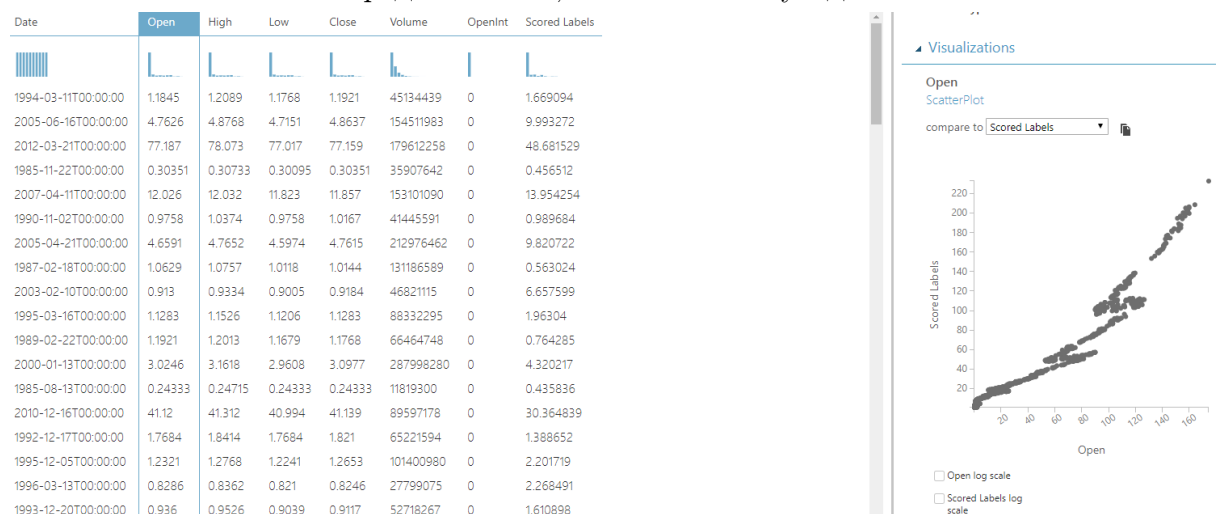 Date Open High Low Close Volume OpenInt Scored Labels
1994-03-11T00:00:00 1.1845 1.2089 1.1768 1.1921 45134439 0 1.669094
2005-06-16T00:00:00 4.7626 4.8768 4.7151 4.8637 154511983 0 9.993272
2012-03-21T00:00:00 77.187 78.073 77.017 77.159 179612258 0 48.681529
1985-11-22T00:00:00 0.30351 0.30733 0.30095 0.30351 35907642 0 0.456512
2007-04-11T00:00:00 12.026 12.032 11.823 11.857 153101090 0 13.954254
1990-11-02T00:00:00 0.9758 1.0374 0.9758 1.0167 41445591 0 0.989684
2005-04-21T00:00:00 4.6591 4.7652 4.5974 4.7615 212976462 0 9.820722
1987-02-18T00:00:00 1.0629 1.0757 1.0118 1.0144 131186589 0 0.563024
2003-02-10T00:00:00 0.913 0.9334 0.9005 0.9184 46821115 0 6.657599
1995-03-16T00:00:00 1.1283 1.1526 1.1206 1.1283 88332295 0 1.96304
1989-02-22T00:00:00 1.1921 1.2013 1.1679 1.1768 66464748 0 0.764285
2000-01-13T00:00:00 3.0246 3.1618 2.9608 3.0977 287998280 0 4.320217
1985-08-13T00:00:00 0.24333 0.24715 0.24333 0.24333 11819300 0 0.435836
2010-12-16T00:00:00 41.12 41.312 40.994 41.139 89597178 0 30.364839
1992-12-17T00:00:00 1.7684 1.8414 1.7684 1.821 65221594 0 1.388652
1995-12-05T00:00:00 1.2321 1.2768 1.2241 1.2653 101400980 0 2.201719
1996-03-13T00:00:00 0.8286 0.8362 0.821 0.8246 27799075 0 2.268491
1993-12-20T00:00:00 0.936 0.9526 0.9039 0.9117 52718267 0 1.610898
Visualizations
Open
ScatterPlot
compare to Scored Labels
220
200
180
160
140
120
100
80
60
40
20
Scored Labels
20 40 60 80 100 120 140 160
Open
Open log scale
Scored Labels log
scale